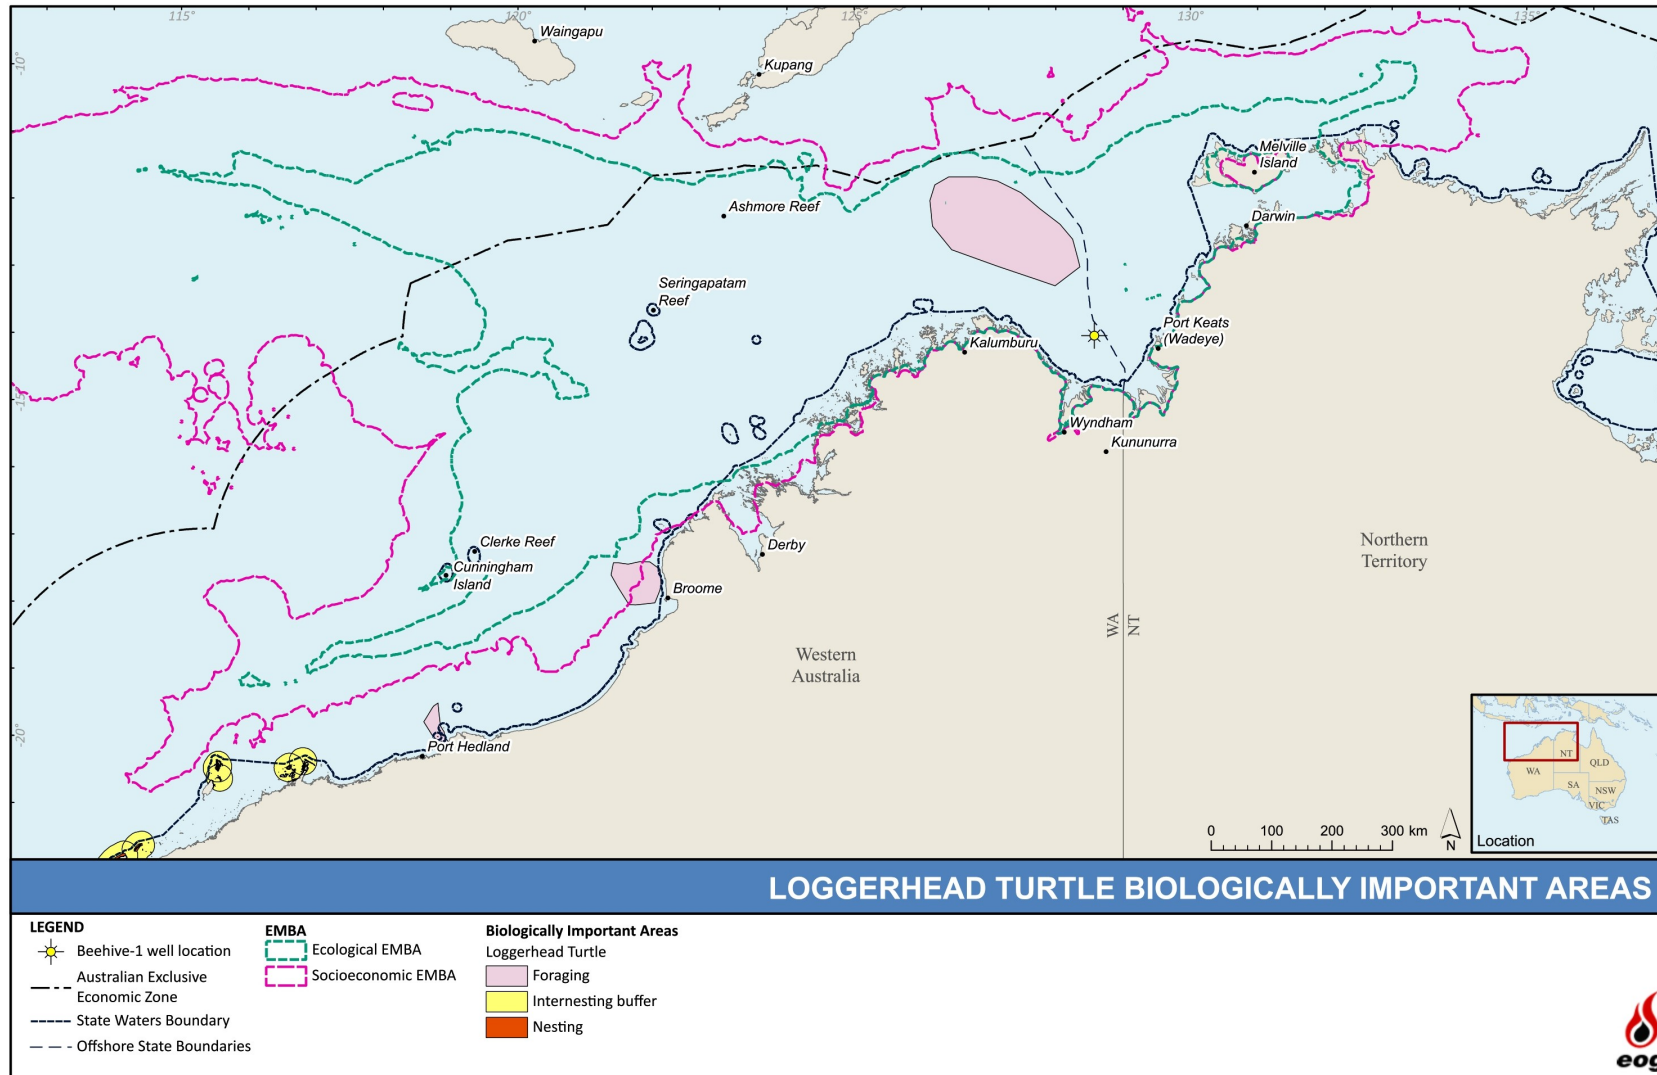 115°
120°
125°
130°
135°
-10°
-15°
-20°
Waingapu
Kupang
Melville
Island
Ashmore Reef
Darwin
Seringapatam
Reef
Port Keats
(Wadeye)
Kalumburu
Wyndham
Kununurra
Clerke Reef
Cunningham
Island
Derby
Broome
Northern
Territory
WA
NT
Western
Australia
Port Hedland
0 100 200 300 km
N
NT
WA
QLD
SA
NSW
VIC
TAS
Location
LOGGERHEAD TURTLE BIOLOGICALLY IMPORTANT AREAS
LEGEND
Beehive-1 well location
Australian Exclusive
Economic Zone
State Waters Boundary
Offshore State Boundaries
EMBA
Ecological EMBA
Socioeconomic EMBA
Biologically Important Areas
Loggerhead Turtle
Foraging
Internesting buffer
Nesting
eog